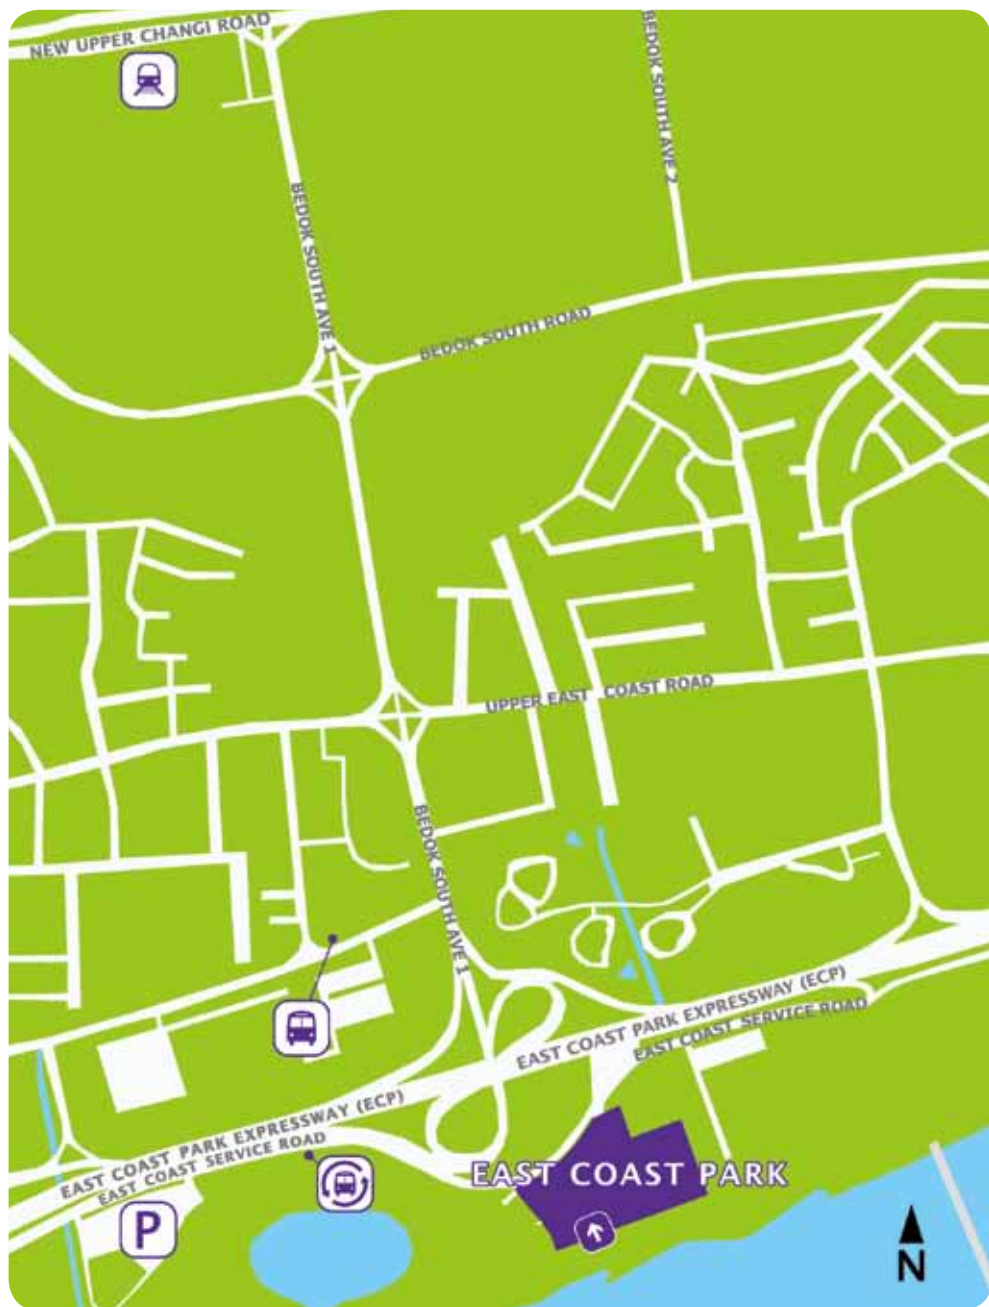 NEW UPPER CHANGI ROAD
BEDOK SOUTH AVE 2
BEDOK SOUTH AVE 1
BEDOK SOUTH ROAD
UPPER EAST COAST ROAD
BEDOK SOUTH AVE 1
EAST COAST PARK EXPRESSWAY (ECP)
EAST COAST SERVICE ROAD
EAST COAST PARK EXPRESSWAY (ECP)
EAST COAST SERVICE ROAD
EAST COAST PARK
P
N